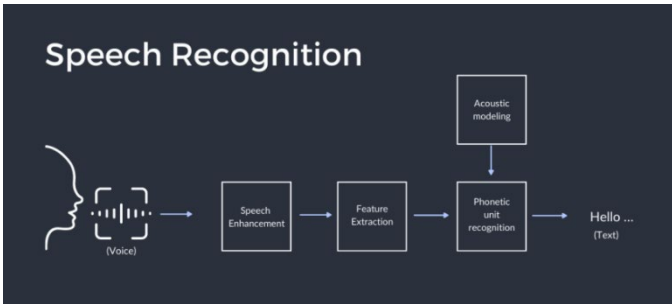 Speech Recognition
Acoustic
modeling
Speech
Enhancement
Feature
Extraction
Phonetic
unit
recognition
Hello ...
(Text)
(Voice)